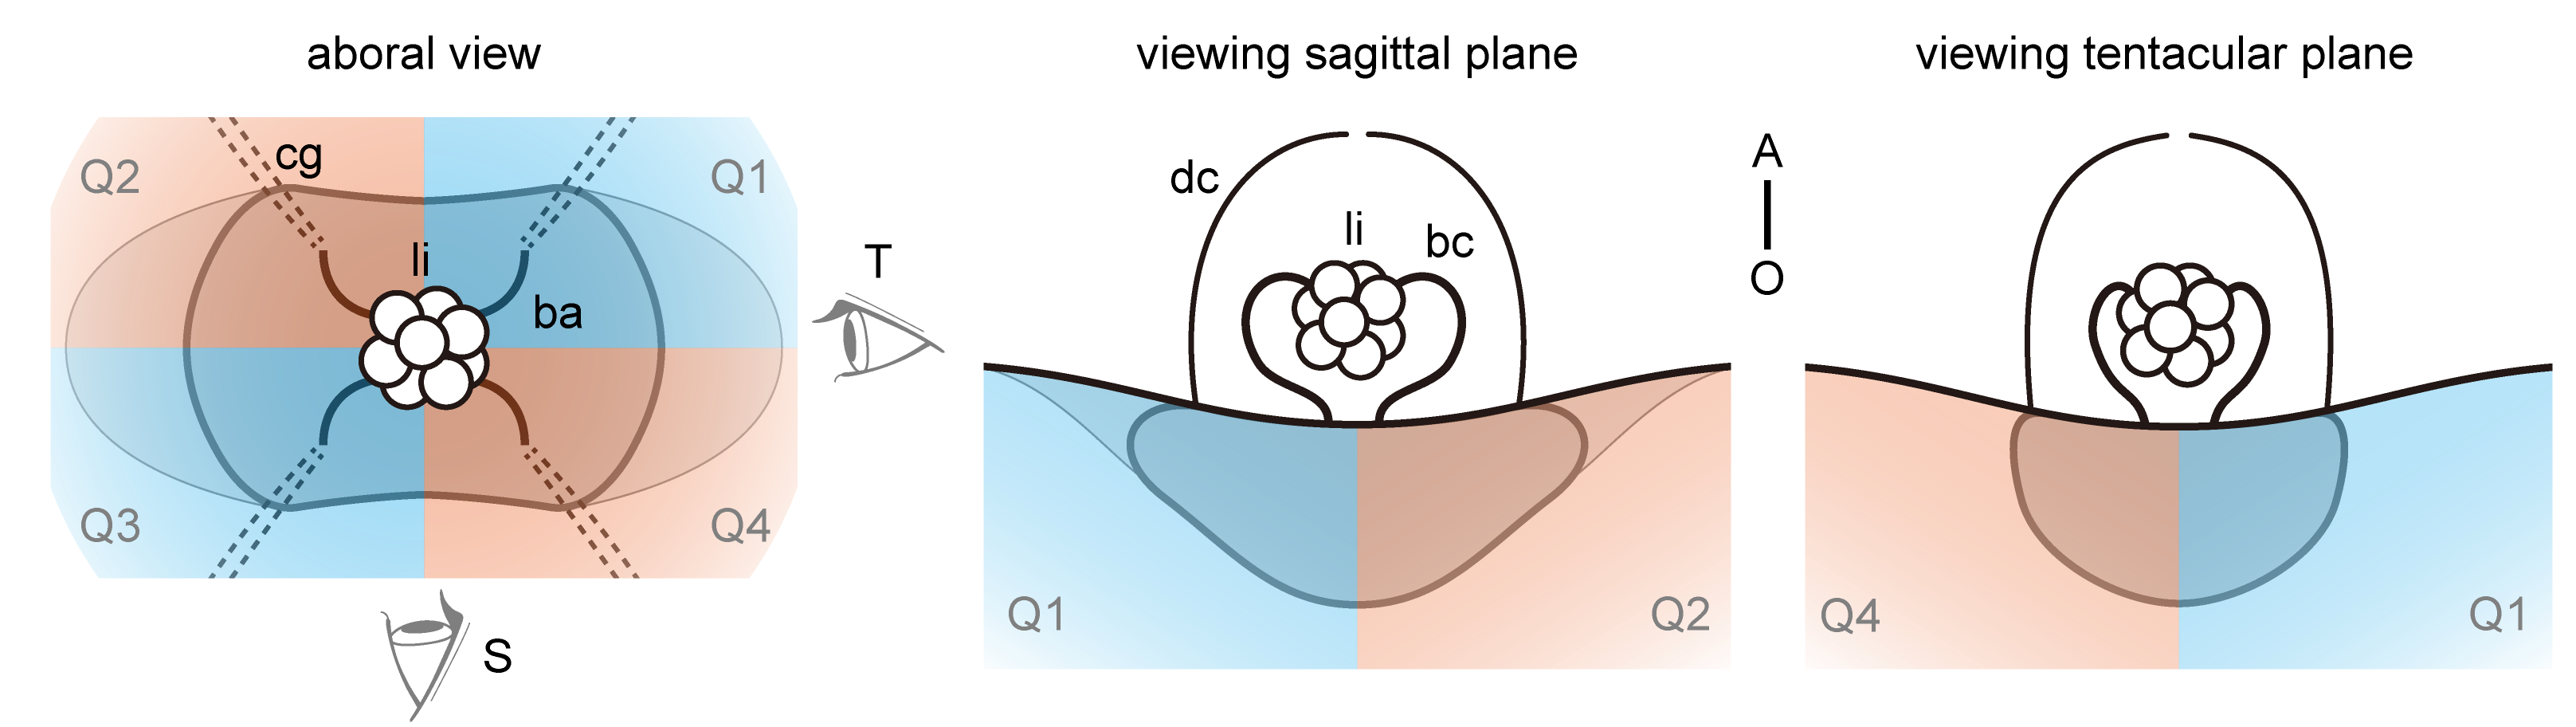 aboral view
viewing sagittal plane
viewing tentacular plane
Q2
cg
Q1
li
ba
Q3
Q4
T
S
dc
li
bc
Q1
Q2
A
O
Q4
Q1